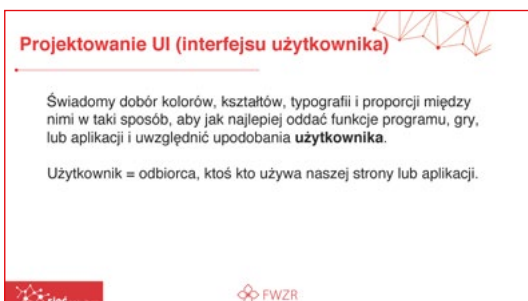 Projektowanie UI (interfejsu użytkownika)
Świadomy dobór kolorów, kształtów, typografii i proporcji między
nimi w taki sposób, aby jak najlepiej oddać funkcje programu, gry,
lub aplikacji i uwzględnić upodobania użytkownika.
Użytkownik = odbiorca, ktoś kto używa naszej strony lub aplikacji.
FWZR